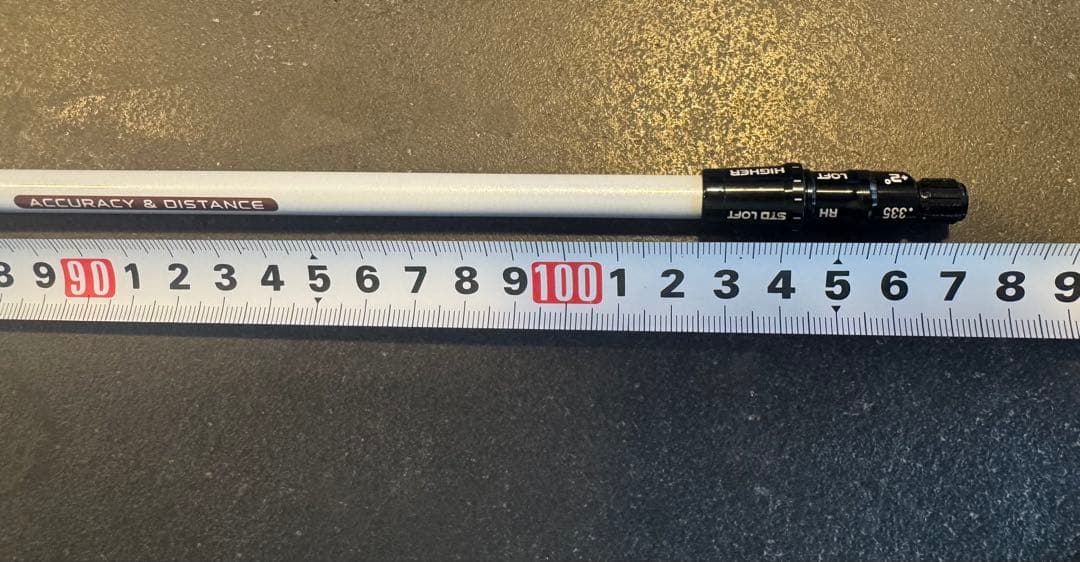 HIGHER LOFT +2°
STD LOFT RH .335
ACCURACY & DISTANCE
8 9 90 1 2 3 4 5 6 7 8 9 100 1 2 3 4 5 6 7 8 9